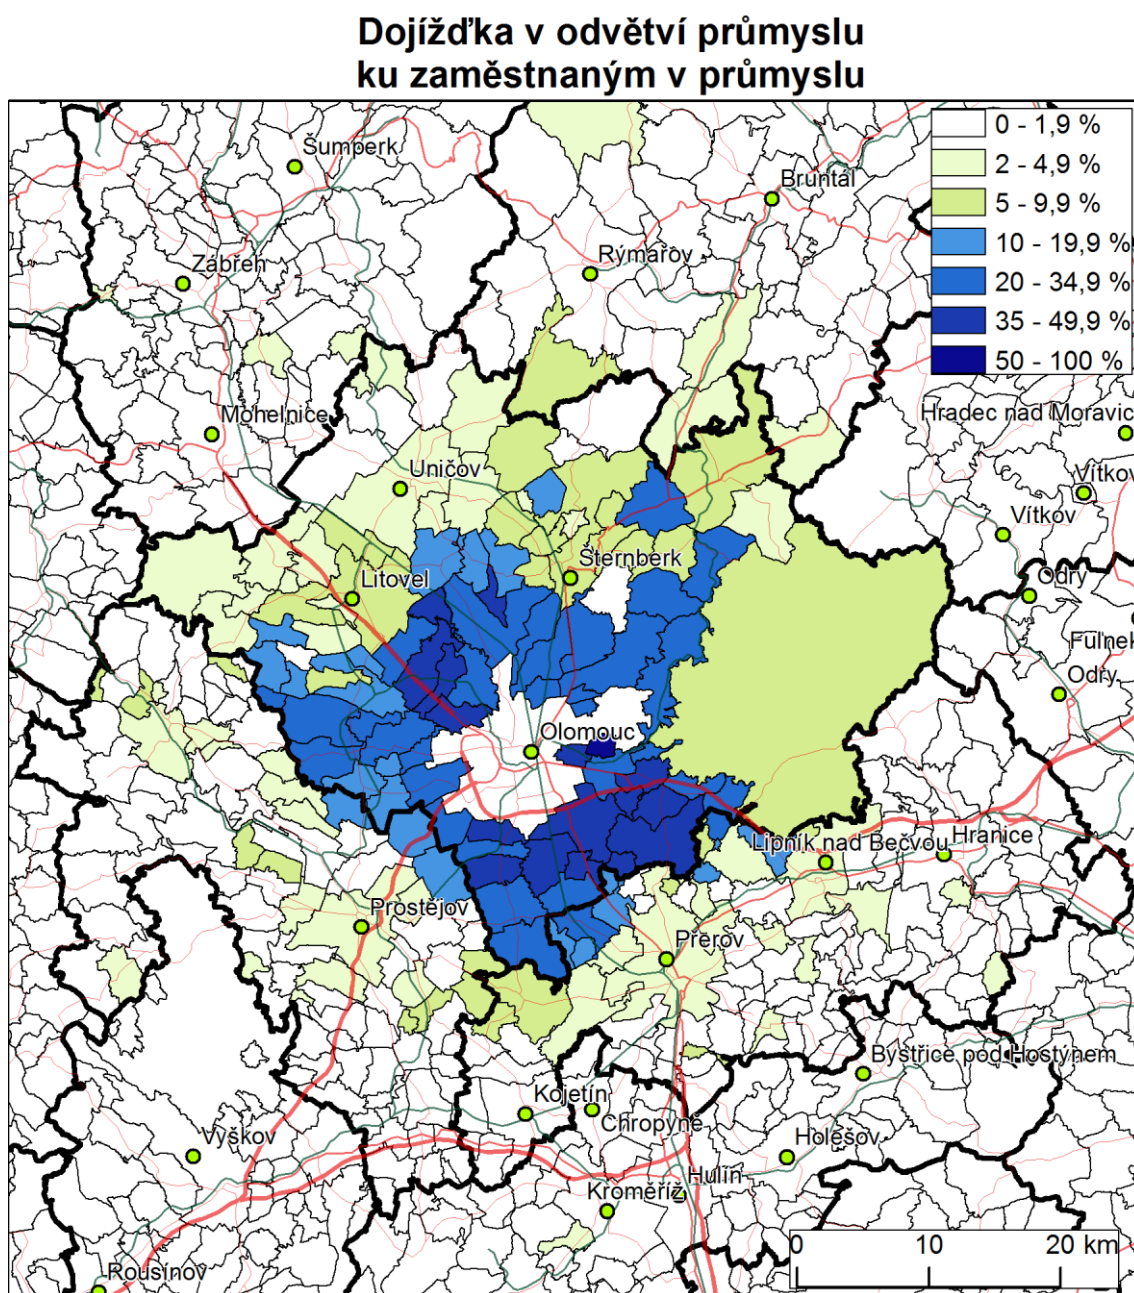 Dojížďka v odvětví průmyslu
ku zaměstnaným v průmyslu
0 - 1,9 %
2 - 4,9 %
5 - 9,9 %
10 - 19,9 %
20 - 34,9 %
35 - 49,9 %
50 - 100 %
Šumperk
Bruntál
Zábřeh
Rýmařov
Mohelnice
Hradec nad Moravicí
Uničov
Vítkov
Vítkov
Šternberk
Litovel
Odry
Fulnek
Odry
Olomouc
Lipník nad Bečvou
Hranice
Prostějov
Přerov
Bystřice pod Hostýnem
Kojetín
Chropyně
Vyškov
Holešov
Hulín
Kroměříž
Rousínov
0 10 20 km